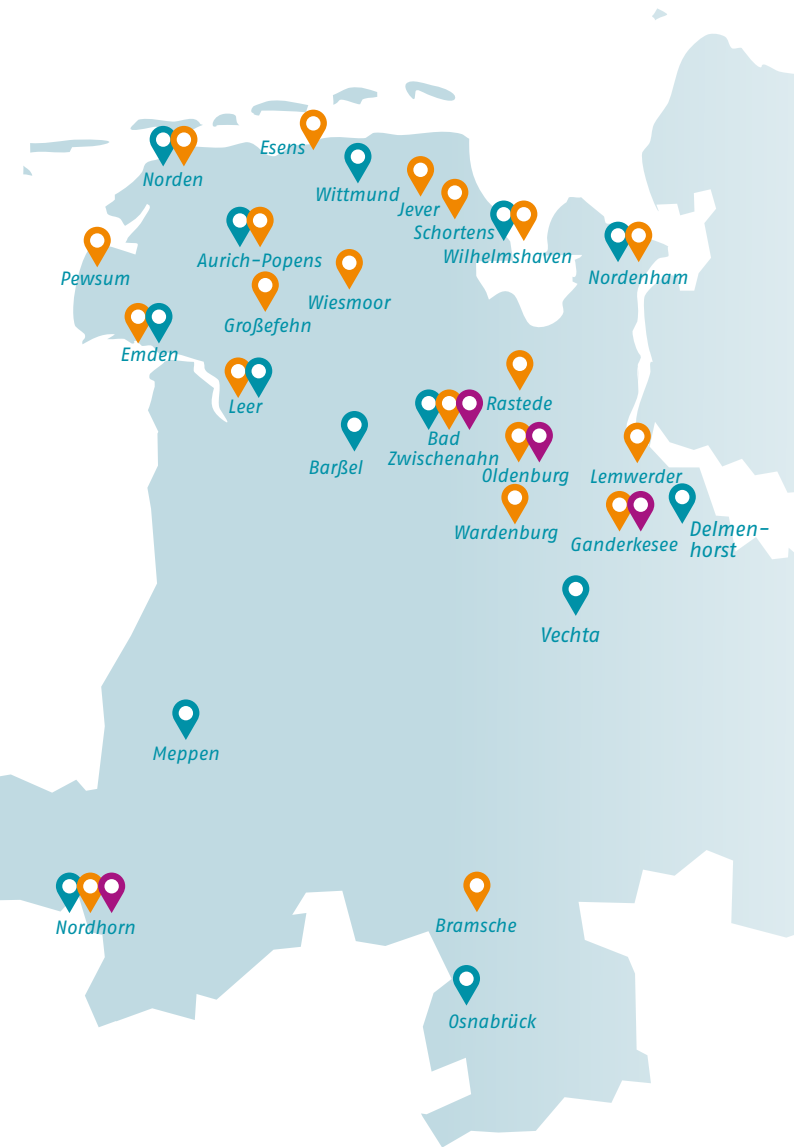 Esens
Norden
Wittmund
Jever
Schortens
Wilhelmshaven
Aurich-Popens
Pewsum
Nordenham
Wiesmoor
Großefehn
Emden
Leer
Rastede
Bad
Zwischenahn
Barßel
Oldenburg
Lemwerder
Wardenburg
Ganderkesee
Delmen-
horst
Vechta
Meppen
Nordhorn
Bramsche
Osnabrück